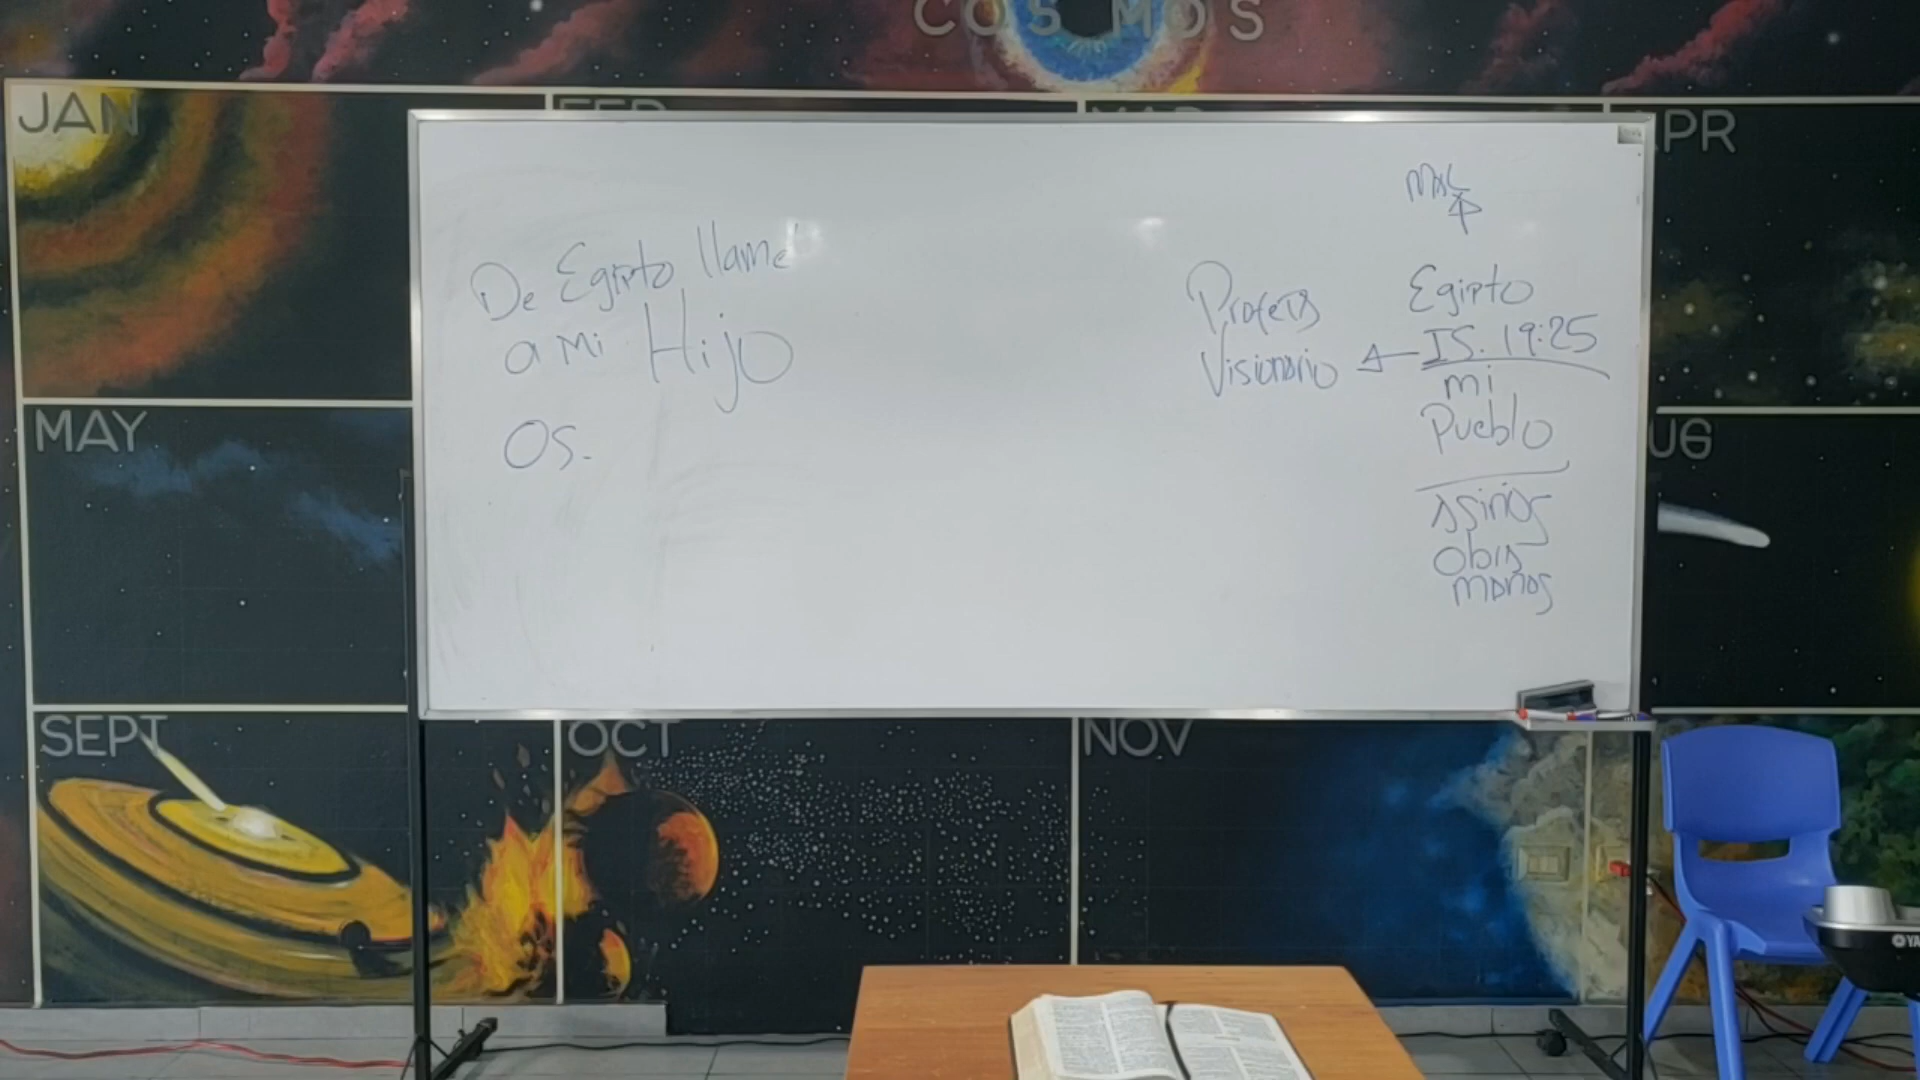 COSMOS
JAN
APR
MAY
UG
SEPT
OCT
NOV
De Egipto llamé
a mi Hijo
Os.
Egipto
IS. 19:25
mi
Pueblo
Profeta
Visionario
Asirios
Obra
manos